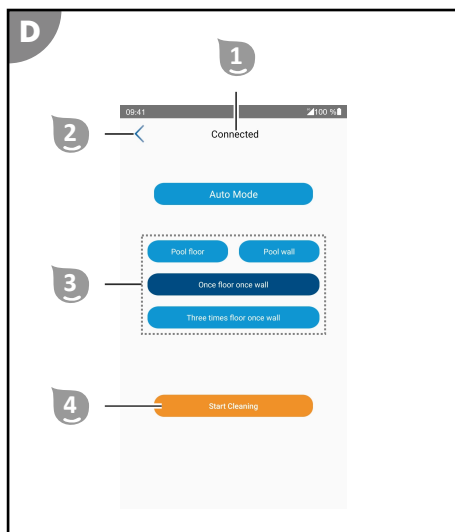 D
1
09:41 100 %
2
Connected
Auto Mode
Pool floor Pool wall
3
Once floor once wall
Three times floor once wall
4
Start Cleaning